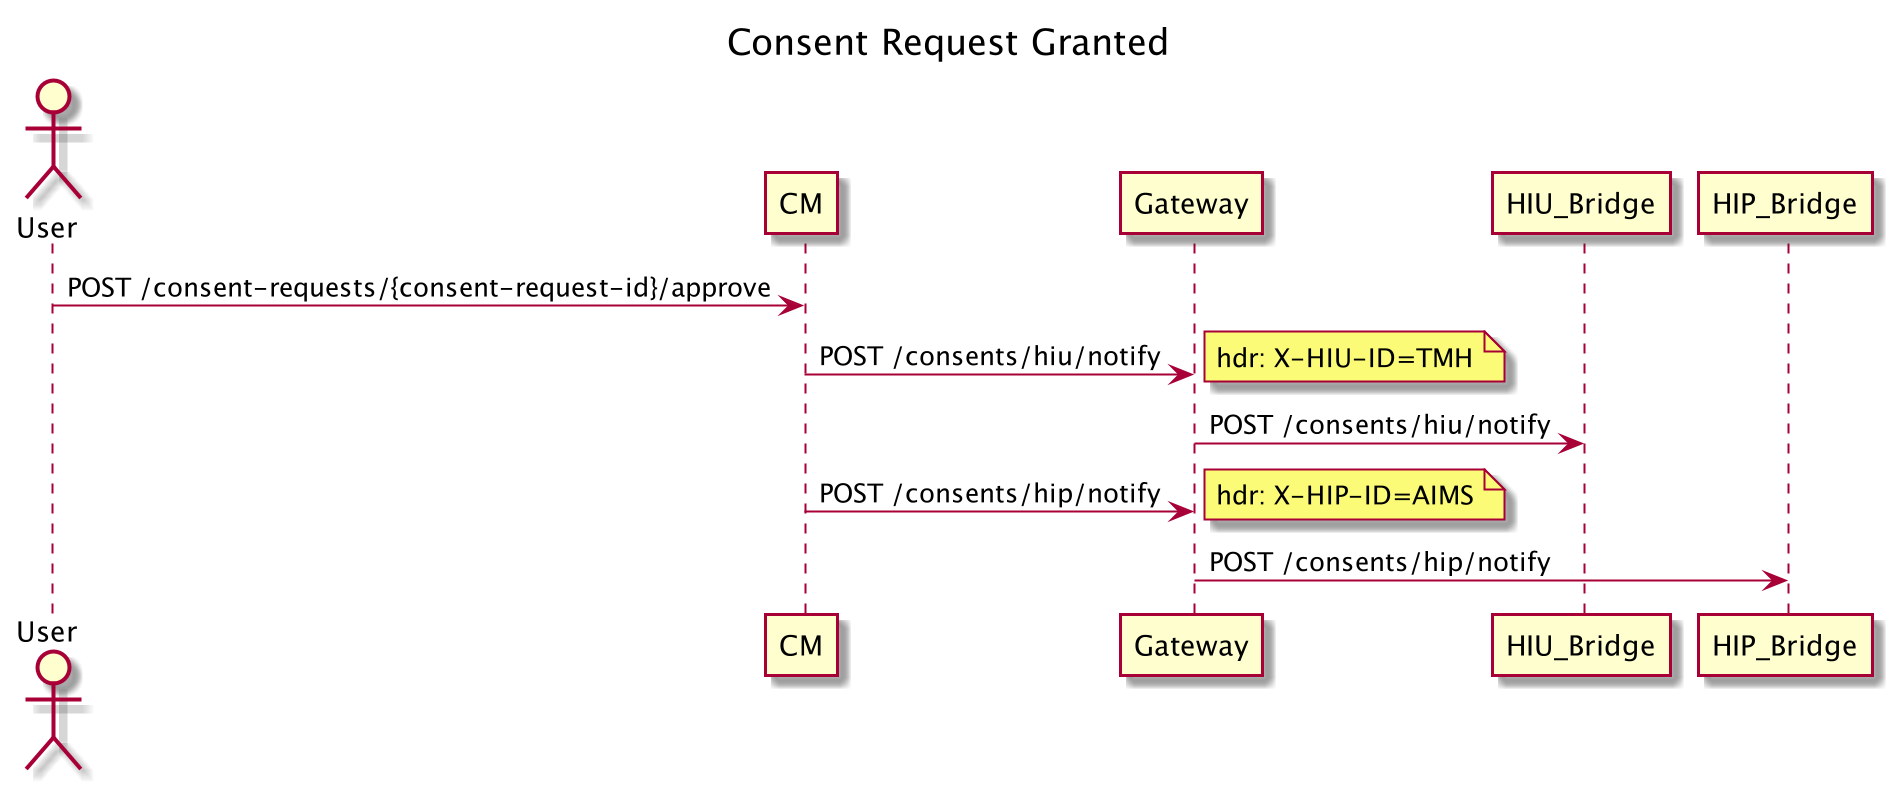 Consent Request Granted
User
CM
Gateway
HIU_Bridge
HIP_Bridge
POST /consent-requests/{consent-request-id}/approve
POST /consents/hiu/notify
hdr: X-HIU-ID=TMH
POST /consents/hiu/notify
POST /consents/hip/notify
hdr: X-HIP-ID=AIMS
POST /consents/hip/notify
User
CM
Gateway
HIU_Bridge
HIP_Bridge